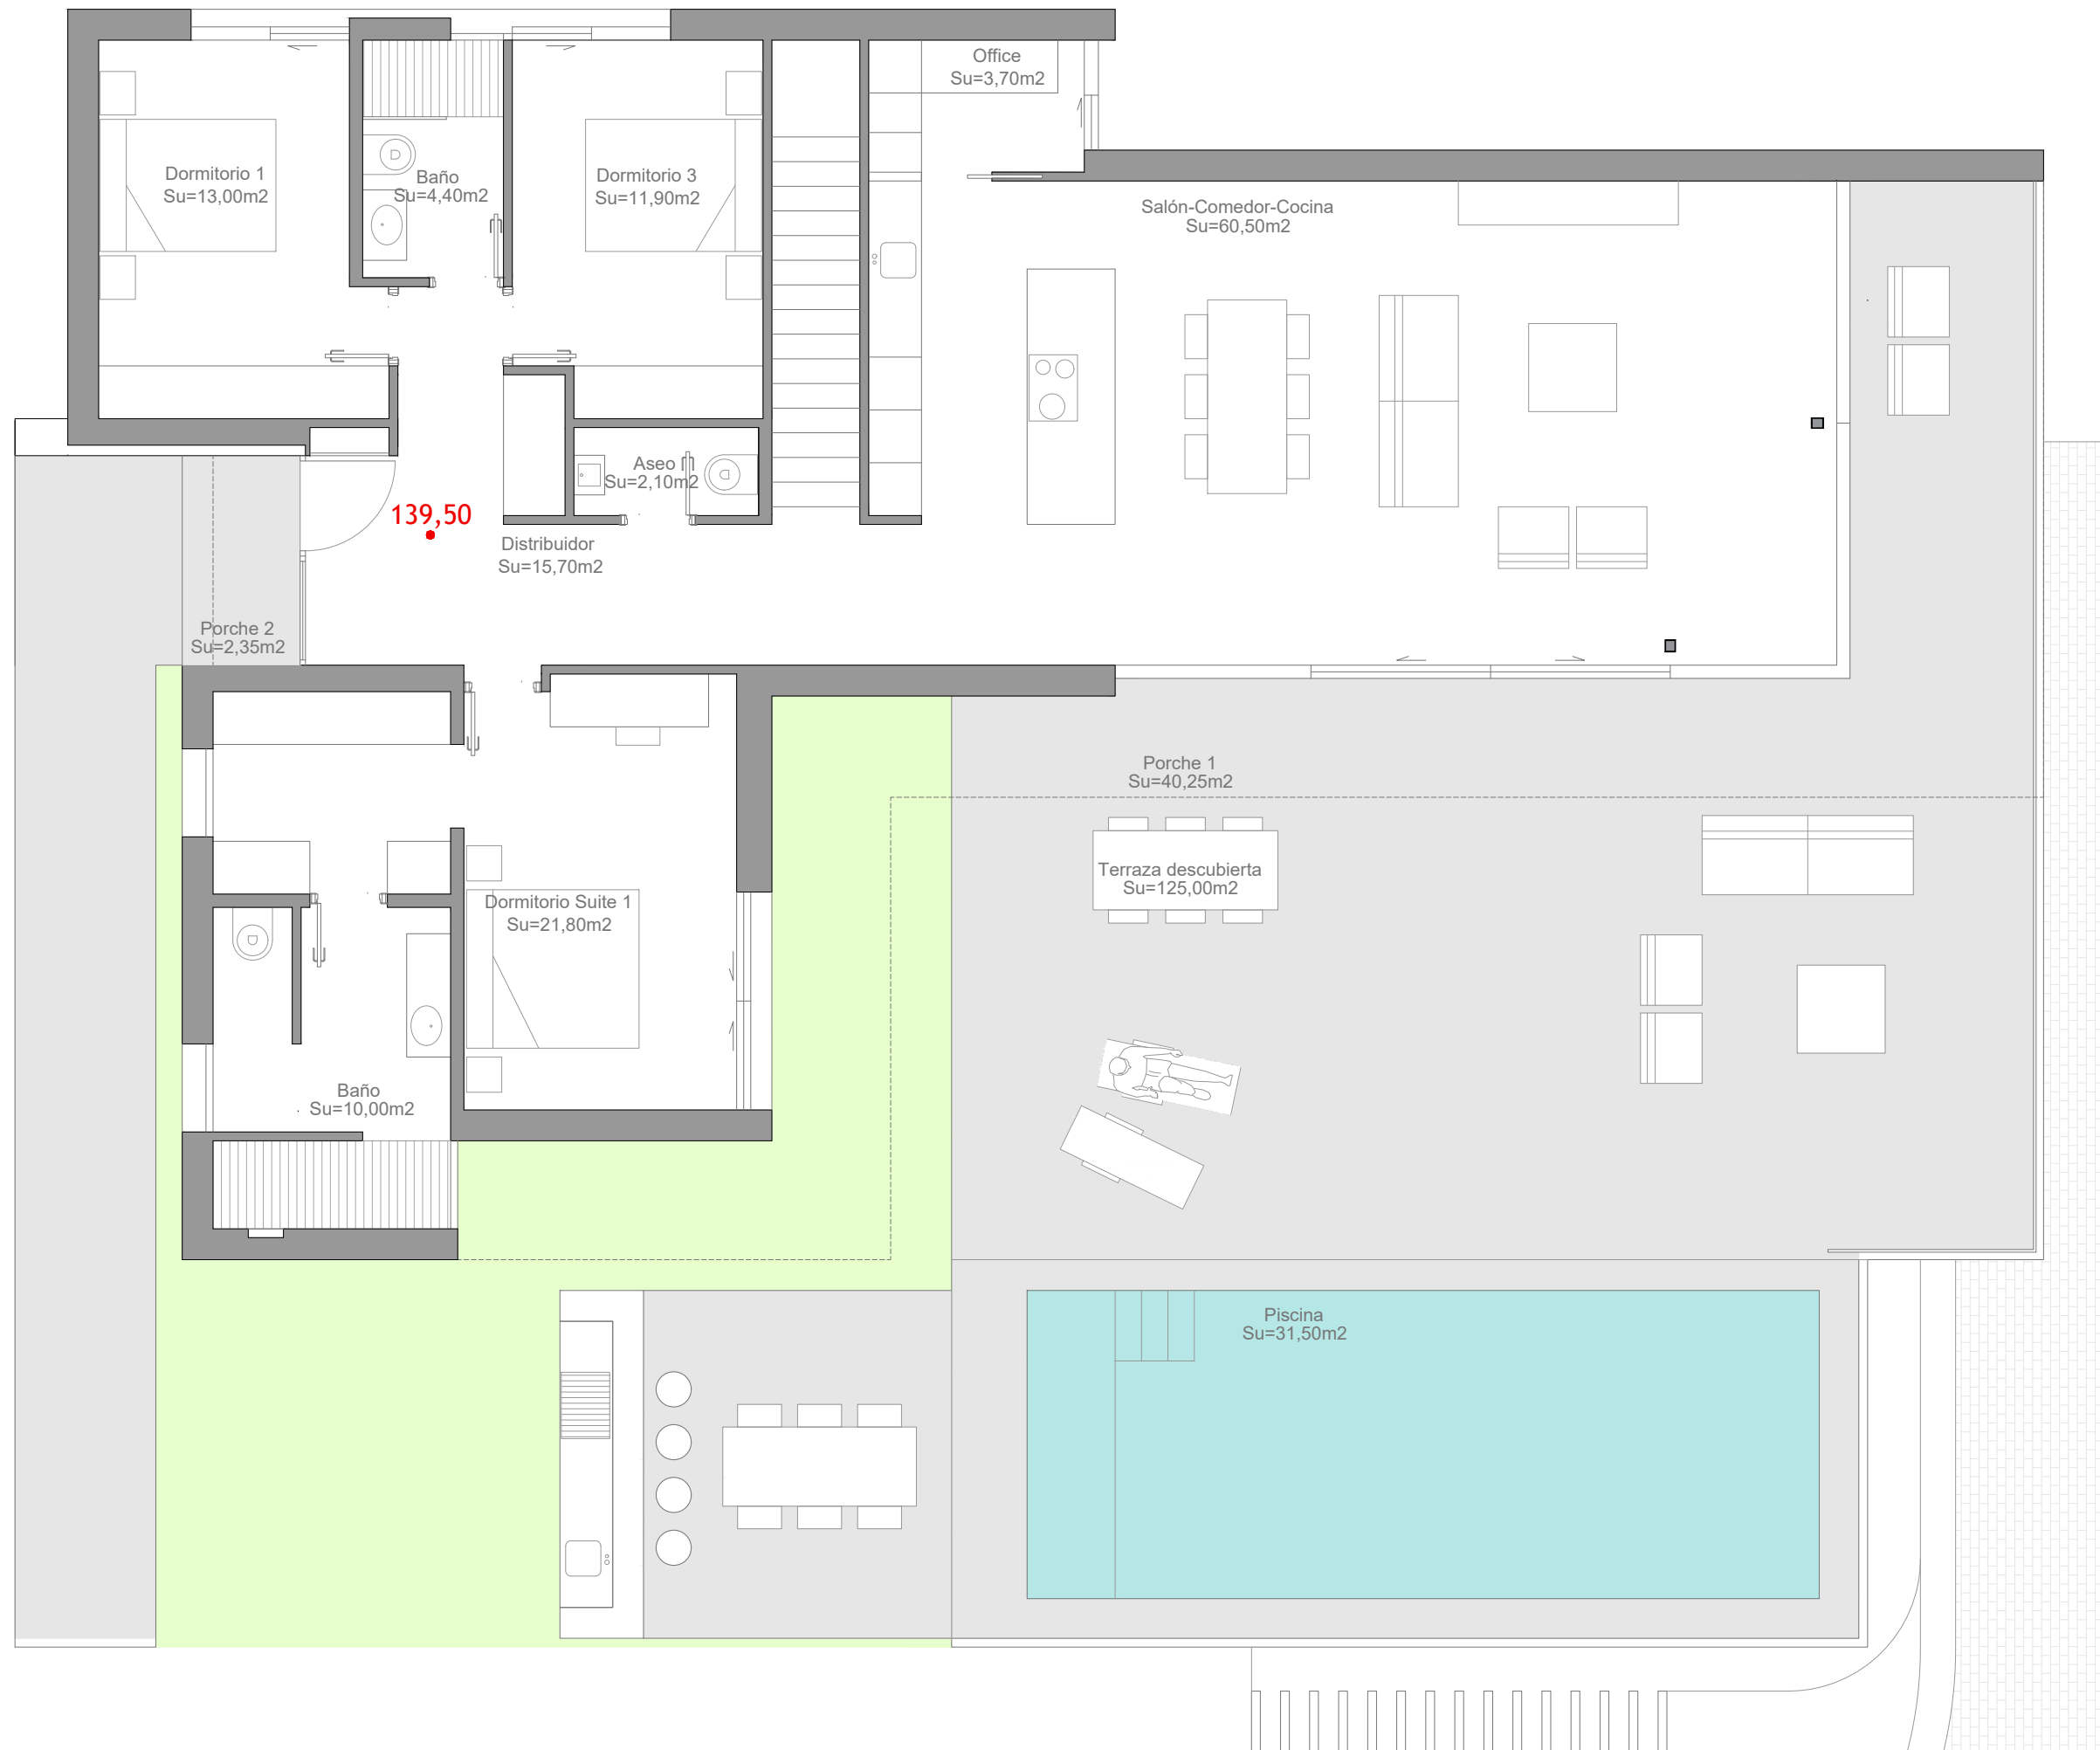 Office
Su=3,70m2
Dormitorio 1
Su=13,00m2
Baño
Su=4,40m2
Dormitorio 3
Su=11,90m2
Salón-Comedor-Cocina
Su=60,50m2
Aseo
Su=2,10m2
139,50
Distribuidor
Su=15,70m2
Porche 2
Su=2,35m2
Porche 1
Su=40,25m2
Terraza descubierta
Su=125,00m2
Dormitorio Suite 1
Su=21,80m2
Baño
Su=10,00m2
Piscina
Su=31,50m2